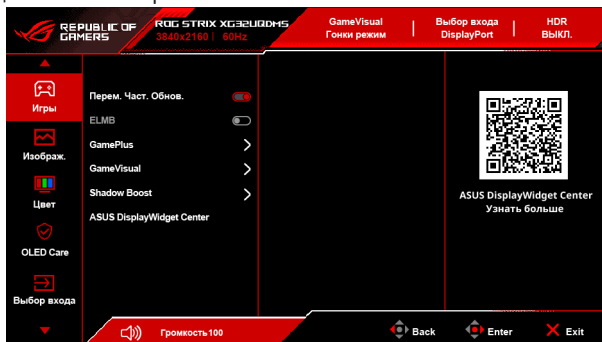 REPUBLIC OF
GAMERS
ROG STRIX XG32UQDMS
3840x2160 | 60Hz
GameVisual
Гонки режим
Выбор входа
DisplayPort
HDR
ВЫКЛ.
Игры
Изображ.
Цвет
OLED Care
Выбор входа
Перем. Част. Обнов.
ELMB
GamePlus
GameVisual
Shadow Boost
ASUS DisplayWidget Center
ASUS DisplayWidget Center
Узнать больше
Громкость100
Back
Enter
Exit